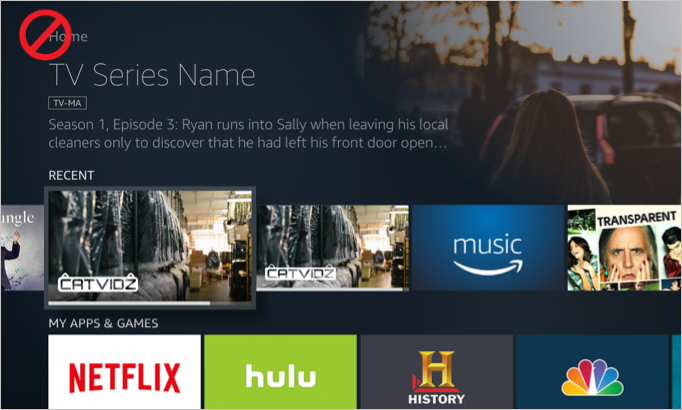 Home
TV Series Name
TV-MA
Season 1, Episode 3: Ryan runs into Sally when leaving his local
cleaners only to discover that he had left his front door open…
RECENT
ungle
ĈATVIDẐ
ĈATVIDẐ
music
TRANSPARENT
MY APPS & GAMES
NETFLIX
hulu
H
HISTORY